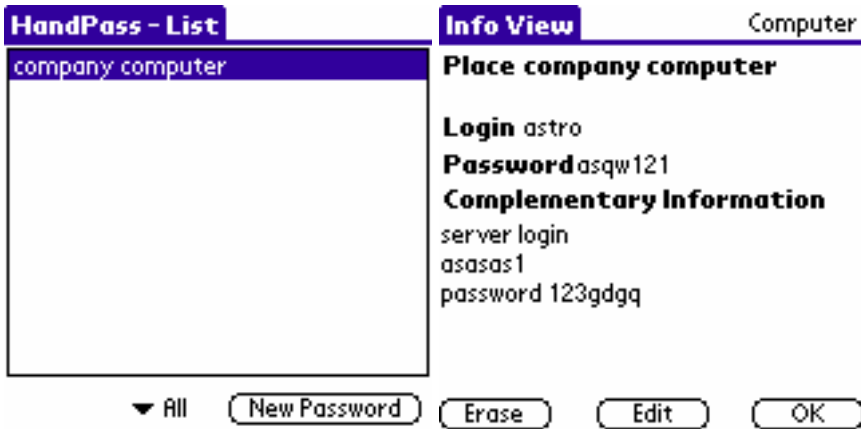 HandPass - List
company computer
All
New Password
Info View
Computer
Place company computer
Login astro
Password asqw121
Complementary Information
server login
asasas1
password 123gdgq
Erase
Edit
OK